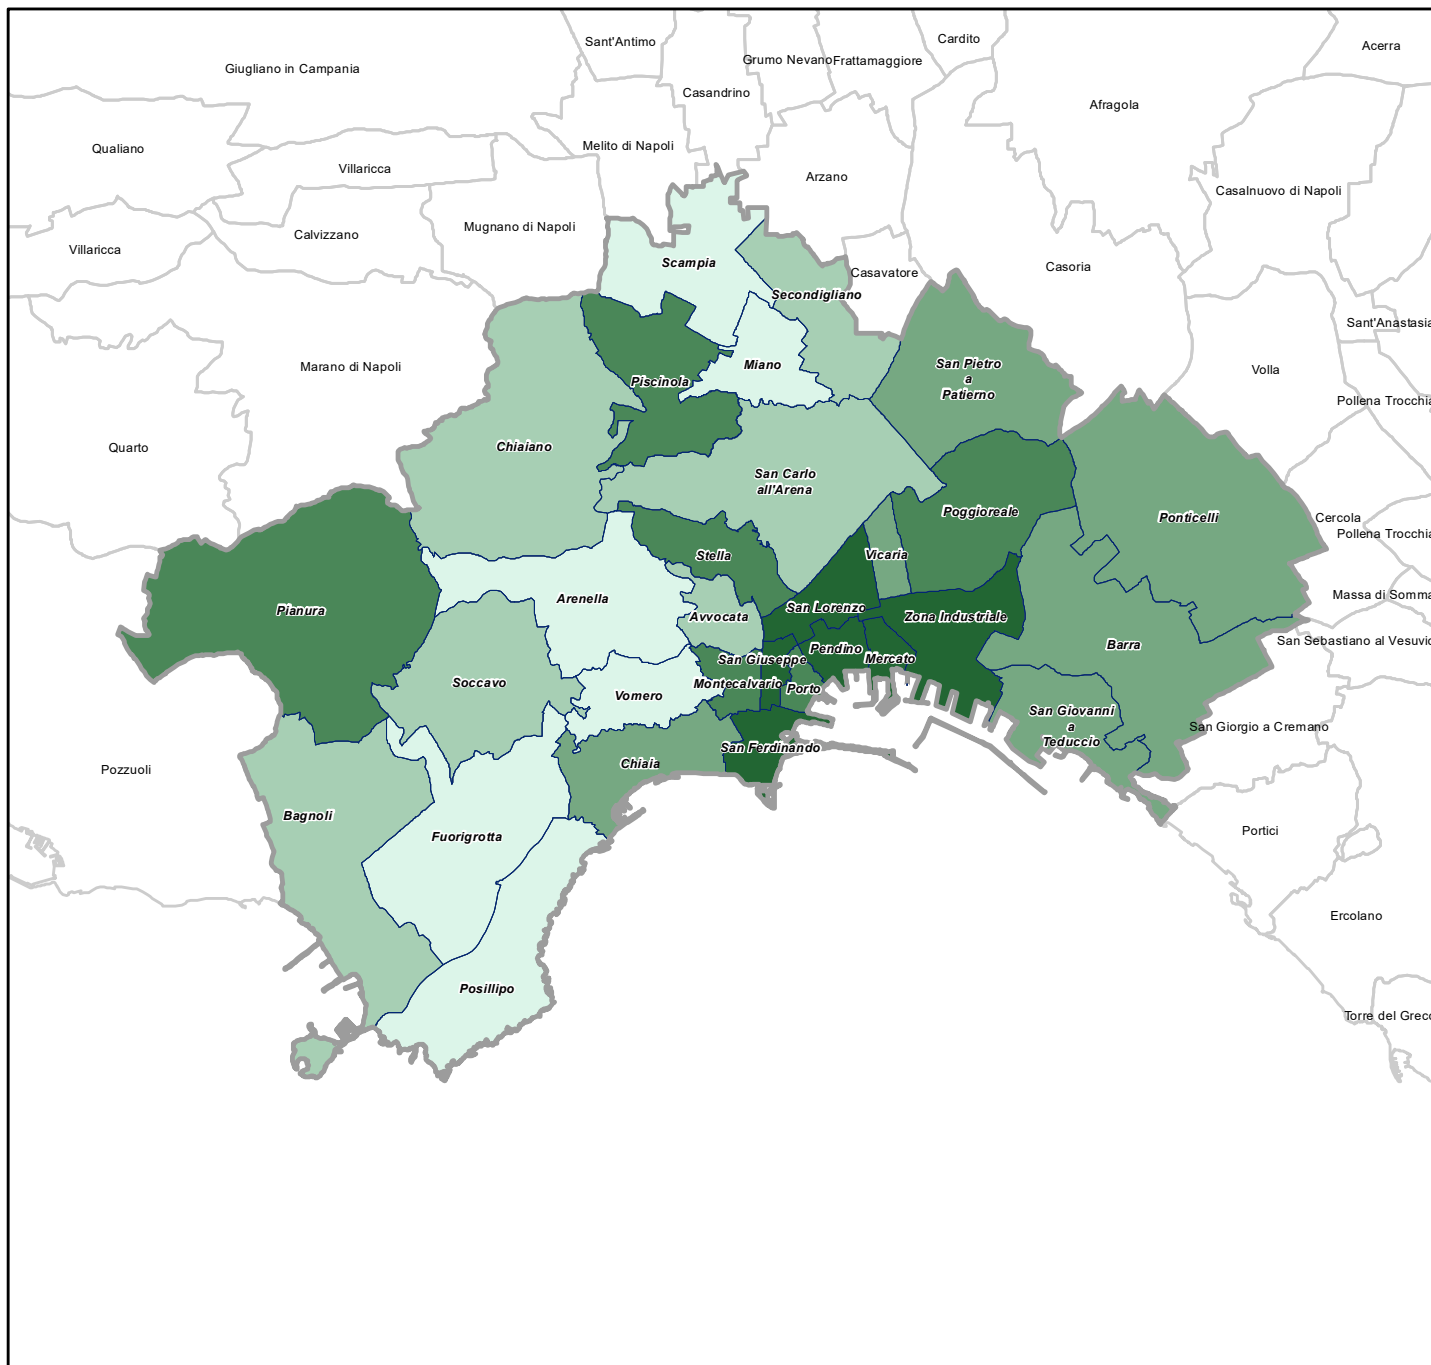 Cardito
Sant'Antimo
Acerra
Grumo Nevano
Frattamaggiore
Giugliano in Campania
Casandrino
Afragola
Melito di Napoli
Qualiano
Villaricca
Arzano
Casalnuovo di Napoli
Mugnano di Napoli
Calvizzano
Villaricca
Scampia
Casavatore
Casoria
Secondigliano
Sant'Anastasia
Miano
San Pietro
a
Patierno
Marano di Napoli
Volla
Piscinola
Pollena Trocchia
Quarto
Chiaiano
San Carlo
all'Arena
Poggioreale
Ponticelli
Cercola
Pollena Trocchia
Stella
Vicaria
Massa di Somma
Arenella
San Lorenzo
Pianura
Avvocata
Zona Industriale
San Sebastiano al Vesuvio
Barra
Pendino
San Giuseppe
Mercato
Soccavo
Montecalvario
Porto
Vomero
San Giovanni
a
Teduccio
San Giorgio a Cremano
San Ferdinando
Chiaia
Pozzuoli
Bagnoli
Fuorigrotta
Portici
Ercolano
Posillipo
Torre del Greco